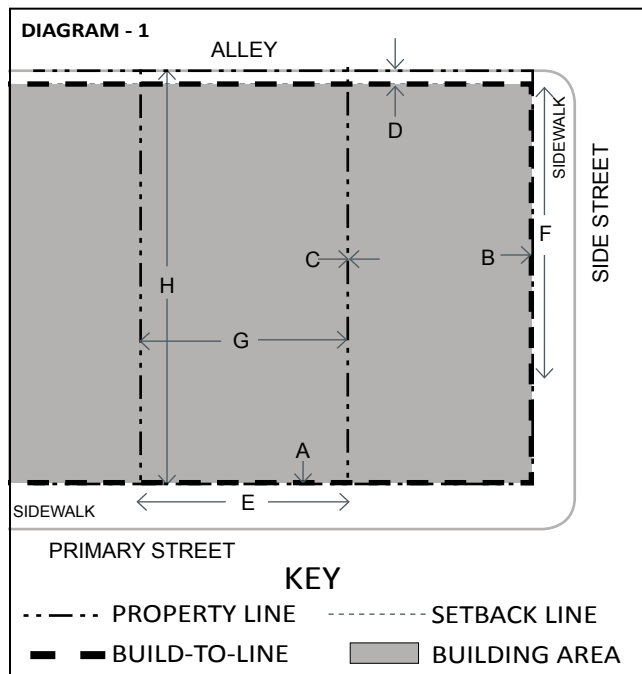 DIAGRAM - 1
ALLEY
D
SIDEWALK
SIDE STREET
F
C
B
H
G
A
E
SIDEWALK
PRIMARY STREET
KEY
PROPERTY LINE
SETBACK LINE
BUILD-TO-LINE
BUILDING AREA